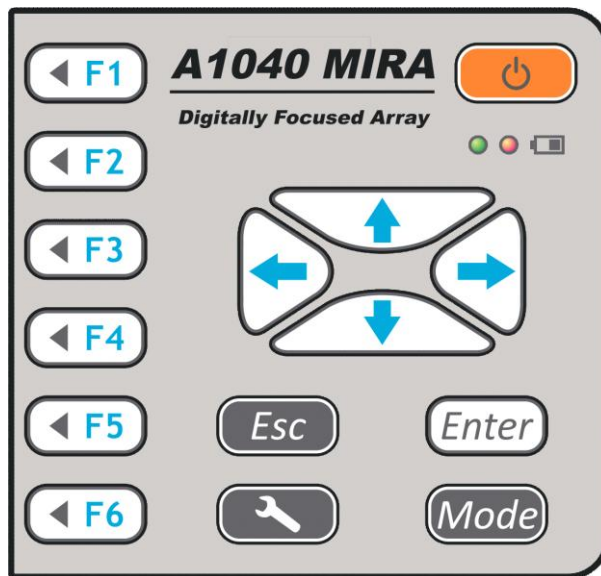 F1
A1040 MIRA
Digitally Focused Array
F2
F3
F4
F5
Esc
Enter
F6
Mode